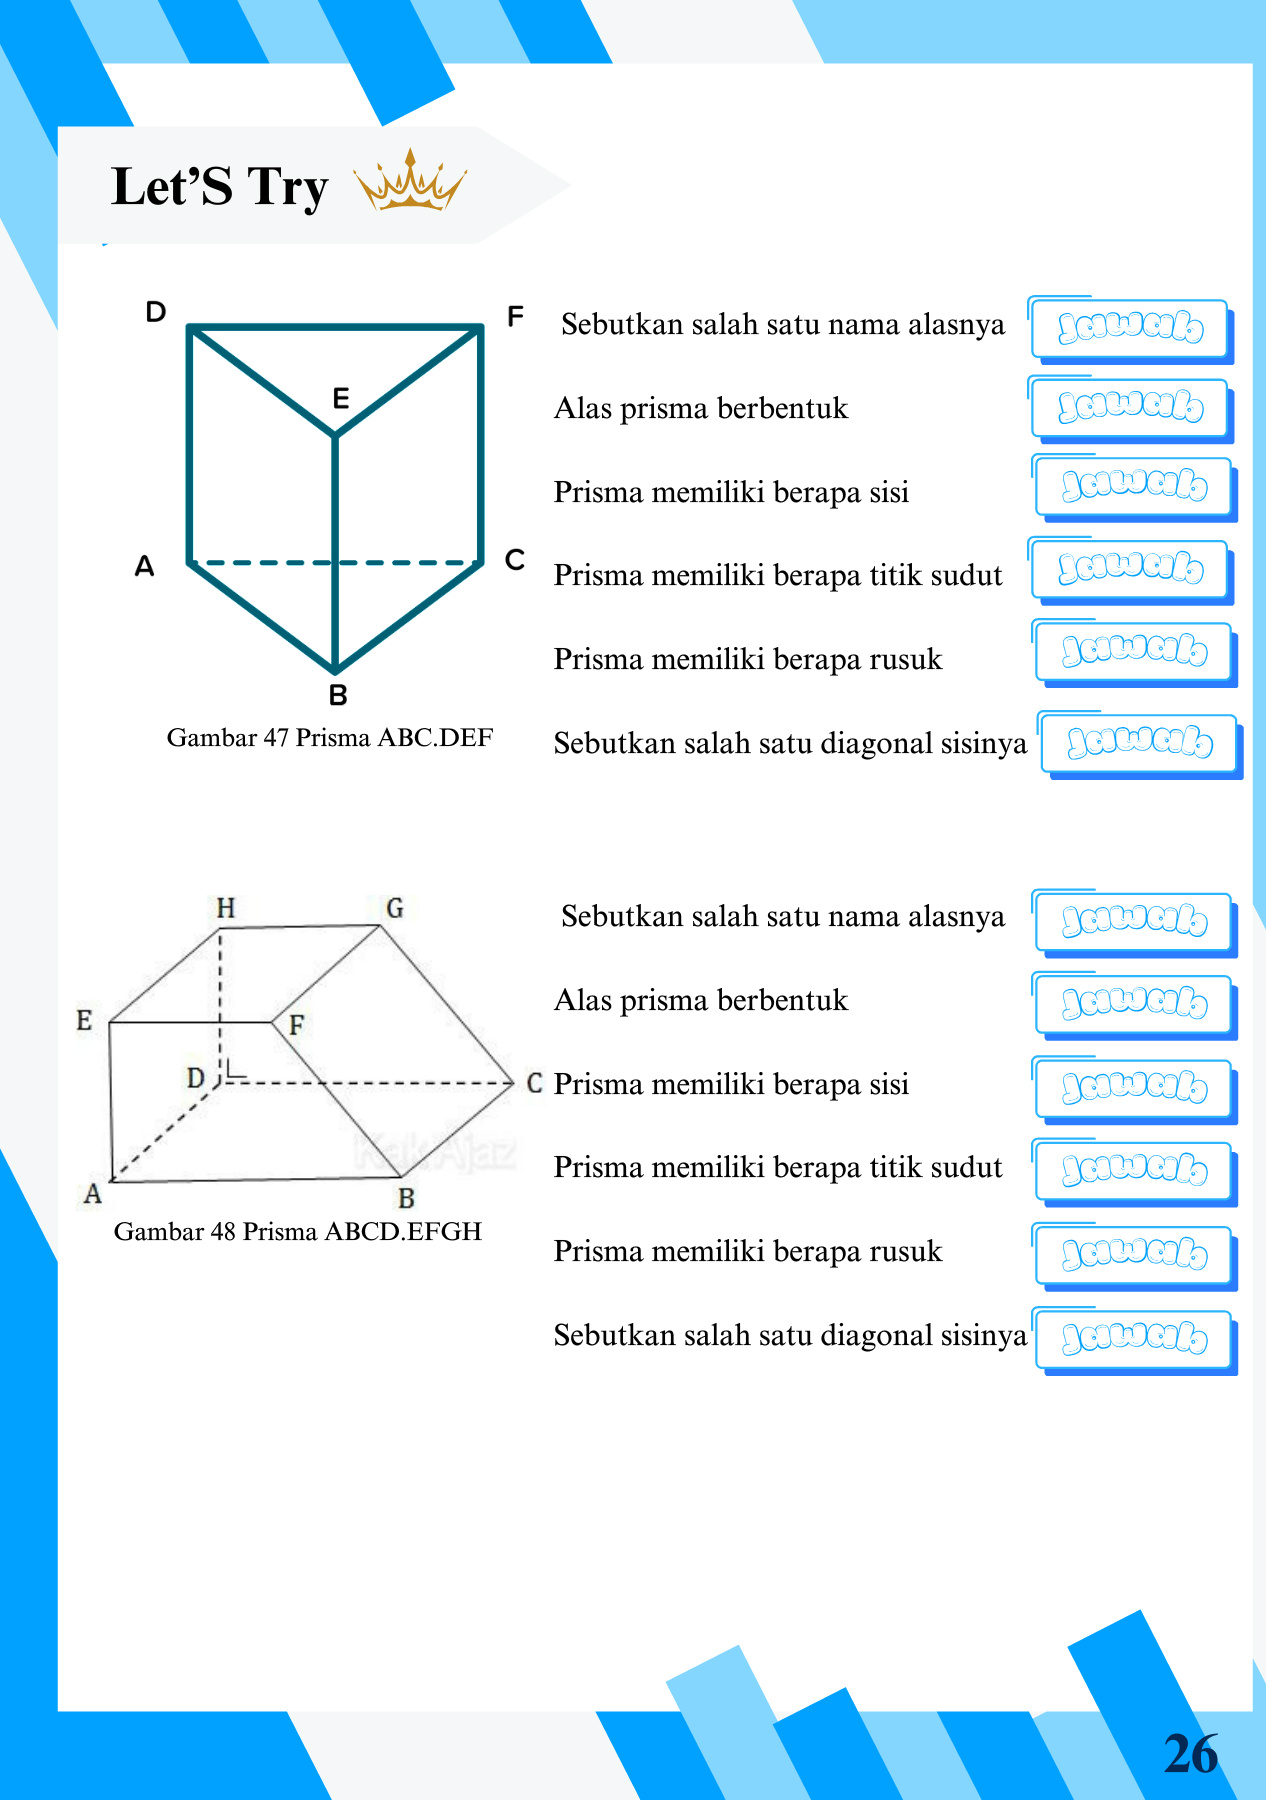 Let’S Try
D
F
E
A
C
B
Gambar 47 Prisma ABC.DEF
Sebutkan salah satu nama alasnya
Jawab
Alas prisma berbentuk
Jawab
Prisma memiliki berapa sisi
Jawab
Prisma memiliki berapa titik sudut
Jawab
Prisma memiliki berapa rusuk
Jawab
Sebutkan salah satu diagonal sisinya
Jawab
H
G
E
F
D
C
A
B
Kak Ajaz
Gambar 48 Prisma ABCD.EFGH
Sebutkan salah satu nama alasnya
Jawab
Alas prisma berbentuk
Jawab
Prisma memiliki berapa sisi
Jawab
Prisma memiliki berapa titik sudut
Jawab
Prisma memiliki berapa rusuk
Jawab
Sebutkan salah satu diagonal sisinya
Jawab
26